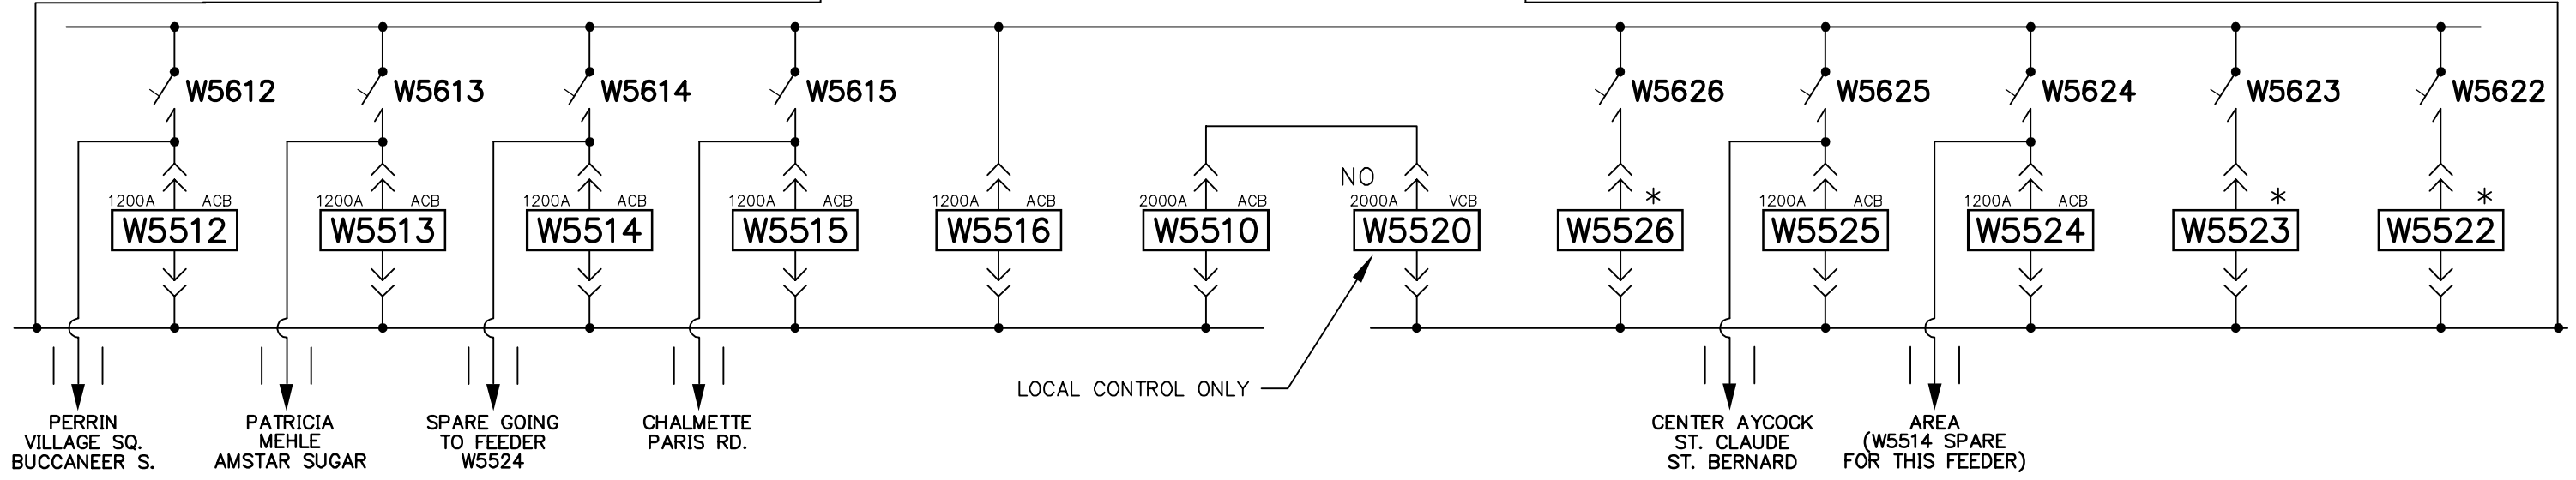 W5612
W5613
W5614
W5615
W5626
W5625
W5624
W5623
W5622
NO
1200A ACB
1200A ACB
1200A ACB
1200A ACB
1200A ACB
2000A ACB
2000A VCB
*
1200A ACB
1200A ACB
*
*
W5512
W5513
W5514
W5515
W5516
W5510
W5520
W5526
W5525
W5524
W5523
W5522
LOCAL CONTROL ONLY
PERRIN
VILLAGE SQ.
BUCCANEER S.
PATRICIA
MEHLE
AMSTAR SUGAR
SPARE GOING
TO FEEDER
W5524
CHALMETTE
PARIS RD.
CENTER AYCOCK
ST. CLAUDE
ST. BERNARD
AREA
(W5514 SPARE
FOR THIS FEEDER)